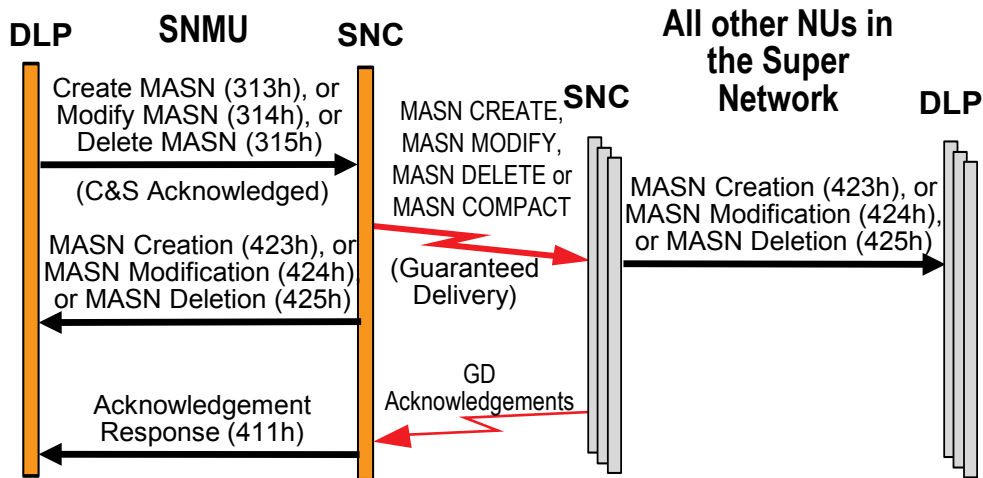 DLP
SNMU
SNC
All other NUs in
the Super
Network
SNC
DLP
Create MASN (313h), or
Modify MASN (314h), or
Delete MASN (315h)
(C&S Acknowledged)
MASN CREATE,
MASN MODIFY,
MASN DELETE or
MASN COMPACT
(Guaranteed
Delivery)
MASN Creation (423h), or
MASN Modification (424h),
or MASN Deletion (425h)
MASN Creation (423h), or
MASN Modification (424h),
or MASN Deletion (425h)
GD
Acknowledgements
Acknowledgement
Response (411h)